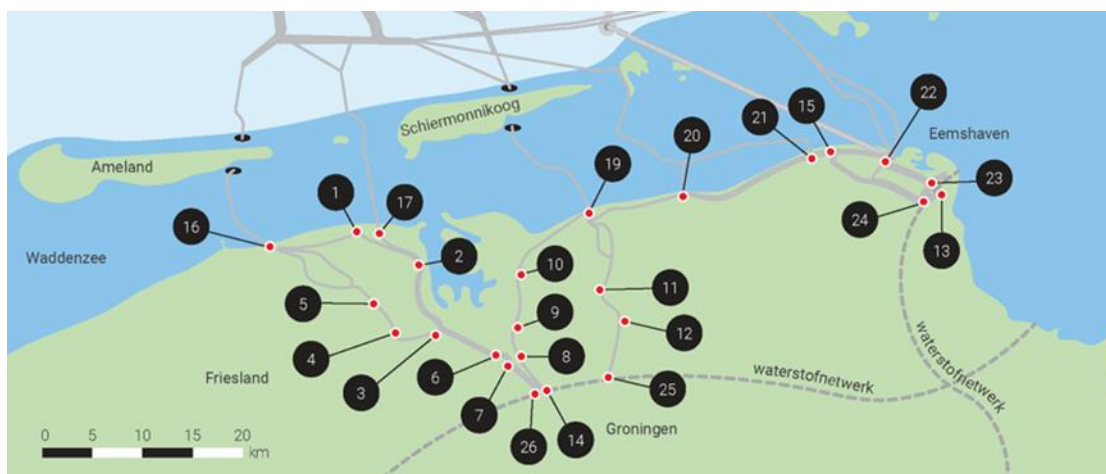 22
15
21
Eemshaven
Schiermonnikoog
20
Ameland
19
23
1
17
24
13
16
2
Waddenzee
10
11
5
9
12
4
8
waterstofnetwerk
Friesland
3
6
25
waterstofnetwerk
7
26
14
Groningen
0 5 10 15 20
km